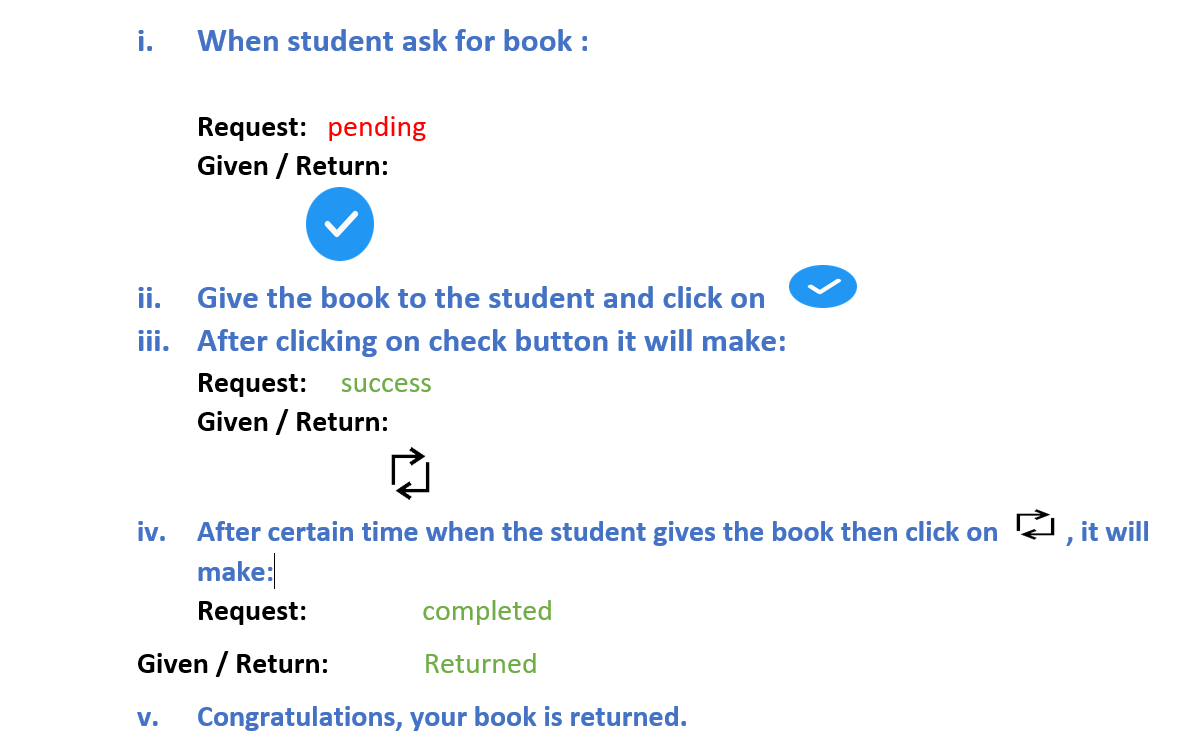 i. When student ask for book :
Request: pending
Given / Return:
ii. Give the book to the student and click on
iii. After clicking on check button it will make:
Request: success
Given / Return:
iv. After certain time when the student gives the book then click on , it will
make:
Request: completed
Given / Return: Returned
v. Congratulations, your book is returned.